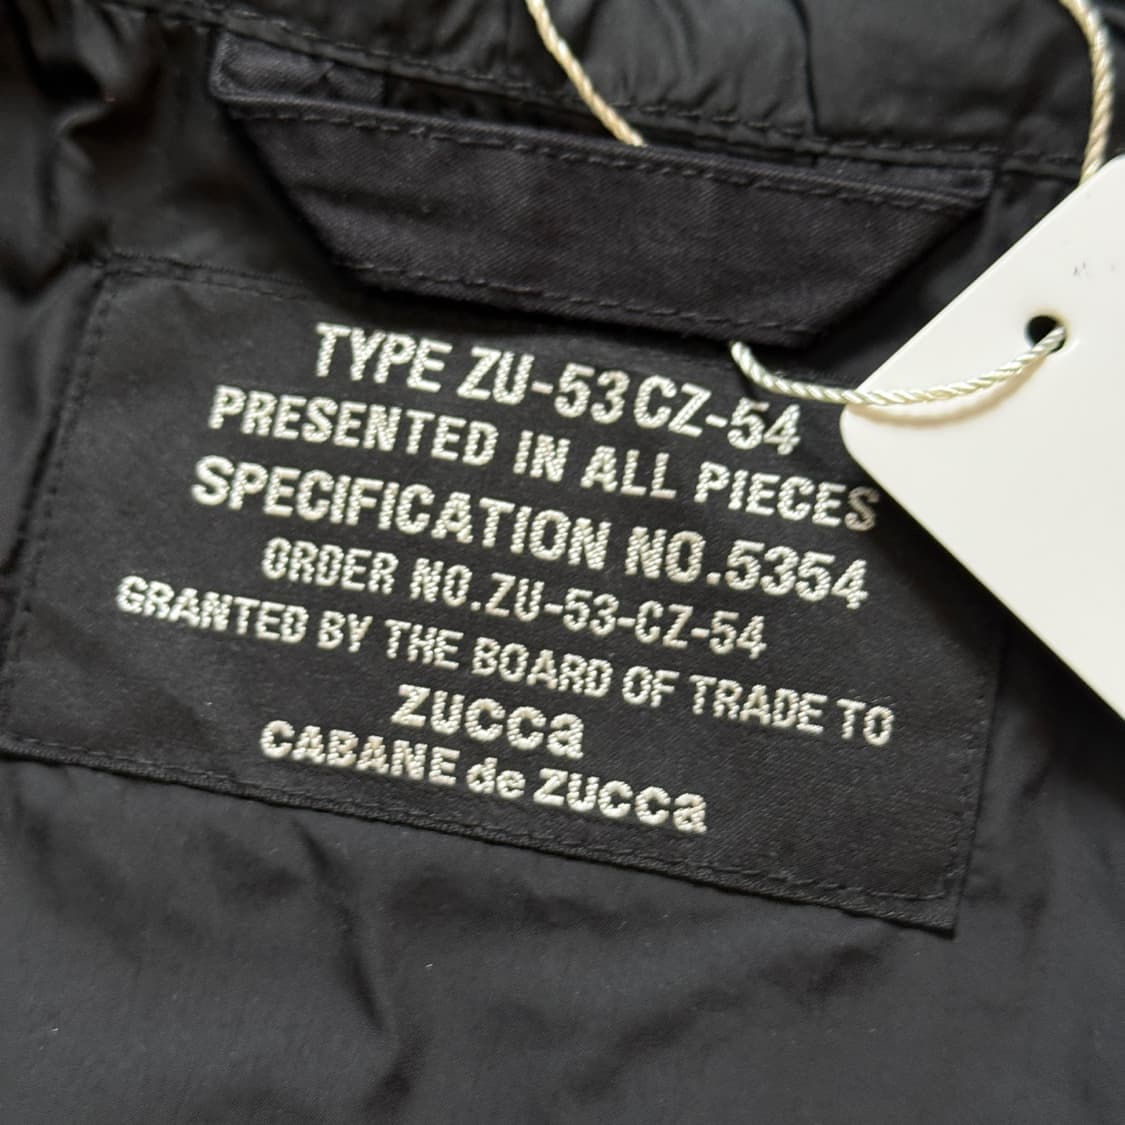 TYPE ZU-53CZ-54
PRESENTED IN ALL PIECES
SPECIFICATION NO.5354
ORDER NO.ZU-53-CZ-54
GRANTED BY THE BOARD OF TRADE TO
ZUCCa
CABANE de ZUCCa